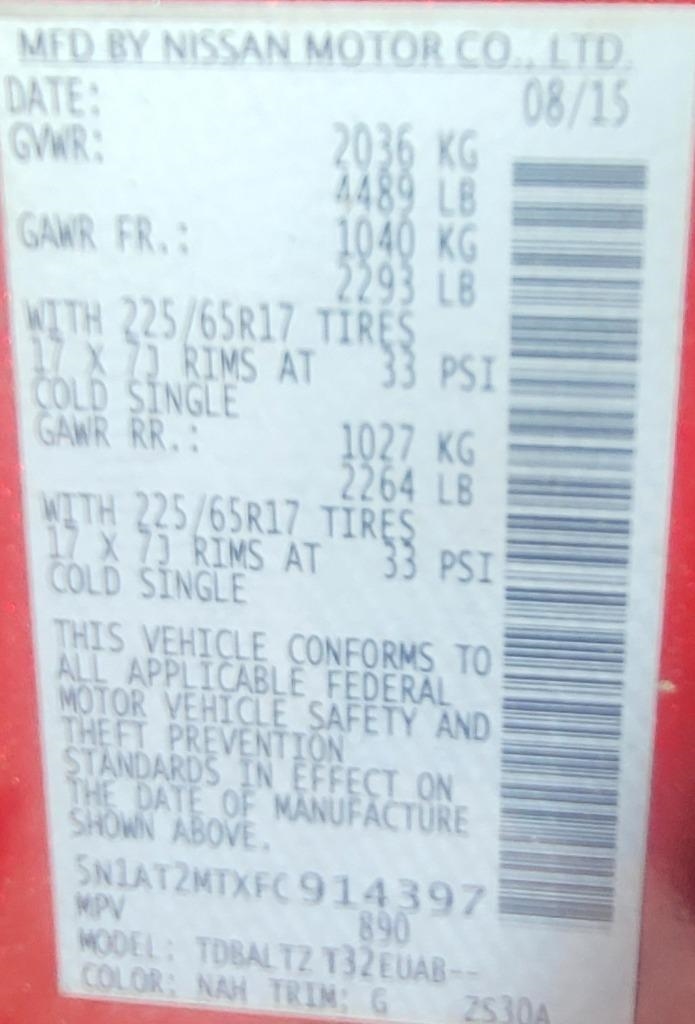 MFD BY NISSAN MOTOR CO., LTD.
DATE: 08/15
GVWR: 2036 KG
4489 LB
GAWR FR.: 1040 KG
2293 LB
WITH 225/65R17 TIRES
17 X 7J RIMS AT 33 PSI
COLD SINGLE
GAWR RR.: 1027 KG
2264 LB
WITH 225/65R17 TIRES
17 X 7J RIMS AT 33 PSI
COLD SINGLE
THIS VEHICLE CONFORMS TO
ALL APPLICABLE FEDERAL
MOTOR VEHICLE SAFETY AND
THEFT PREVENTION
STANDARDS IN EFFECT ON
THE DATE OF MANUFACTURE
SHOWN ABOVE.
5N1AT2MTXFC914397
MPV 890
MODEL: TDBALTZ T32EUAB--
COLOR: NAH TRIM: G 2S30A